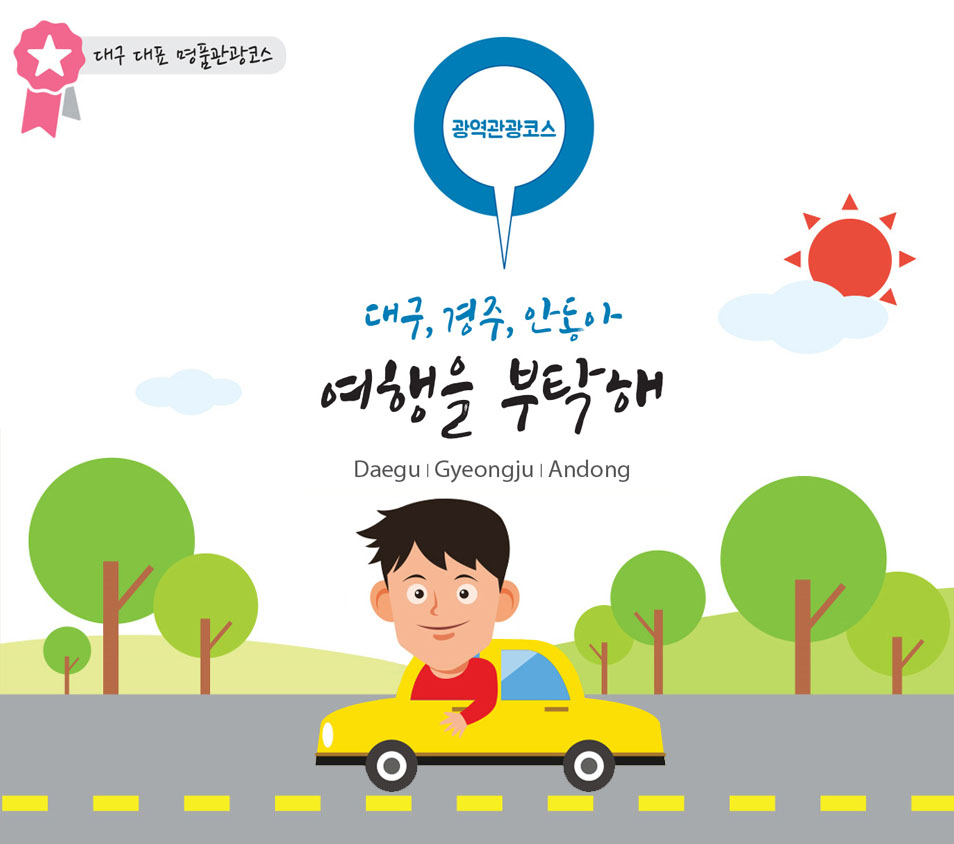 대구 대표 명품관광코스
광역관광코스
대구, 경주, 안동아
여행을 부탁해
Daegu | Gyeongju | Andong